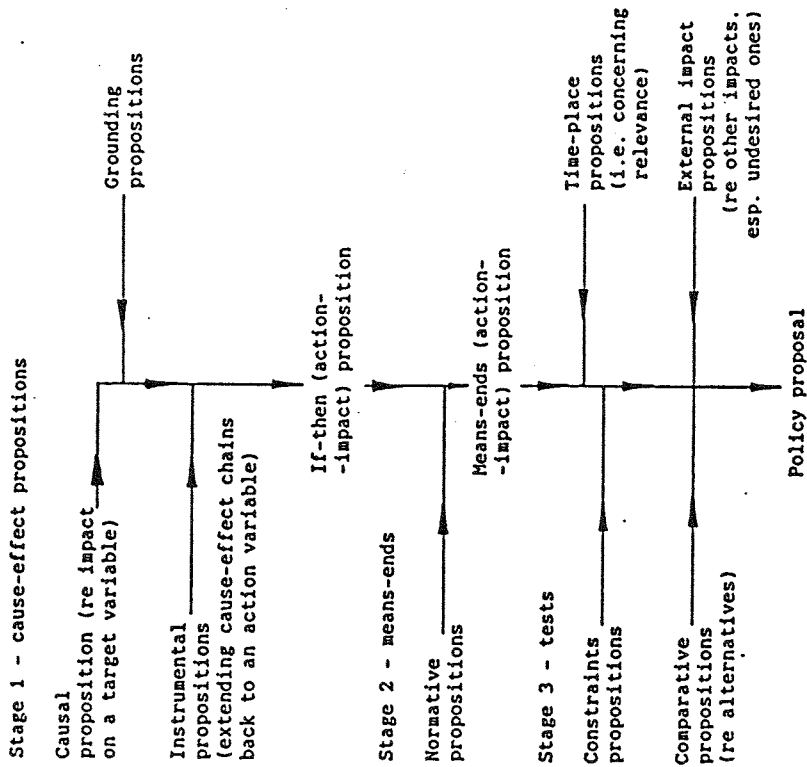 Stage 1 - cause-effect propositions
Causal
proposition (re impact
on a target variable)
Grounding
propositions
Instrumental
propositions
(extending cause-effect chains
back to an action variable)
If-then (action-
-impact) proposition
Stage 2 - means-ends
Normative
propositions
Means-ends (action-
-impact) proposition
Stage 3 - tests
Time-place
propositions
(i.e. concerning
relevance)
Constraints
propositions
External impact
propositions
(re other impacts.
esp. undesired ones)
Comparative
propositions
(re alternatives)
Policy proposal